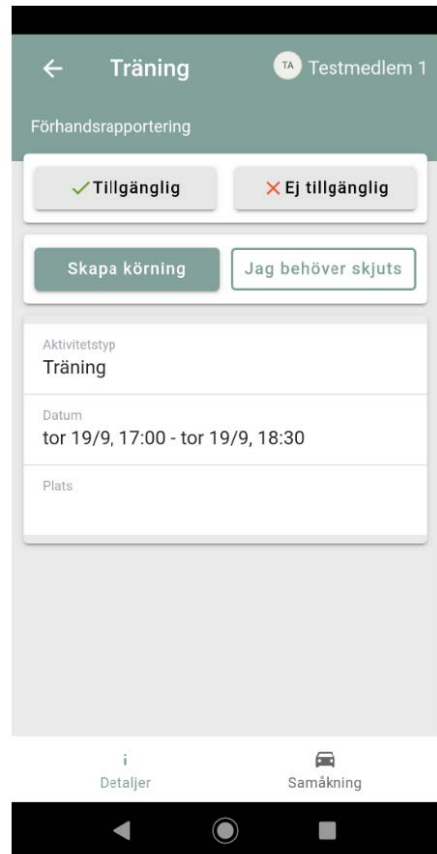 Träning
TA Testmedlem 1
Förhandsrapportering
Tillgänglig
Ej tillgänglig
Skapa körning
Jag behöver skjuts
Aktivitetstyp
Träning
Datum
tor 19/9, 17:00 - tor 19/9, 18:30
Plats
Detaljer
Samåkning